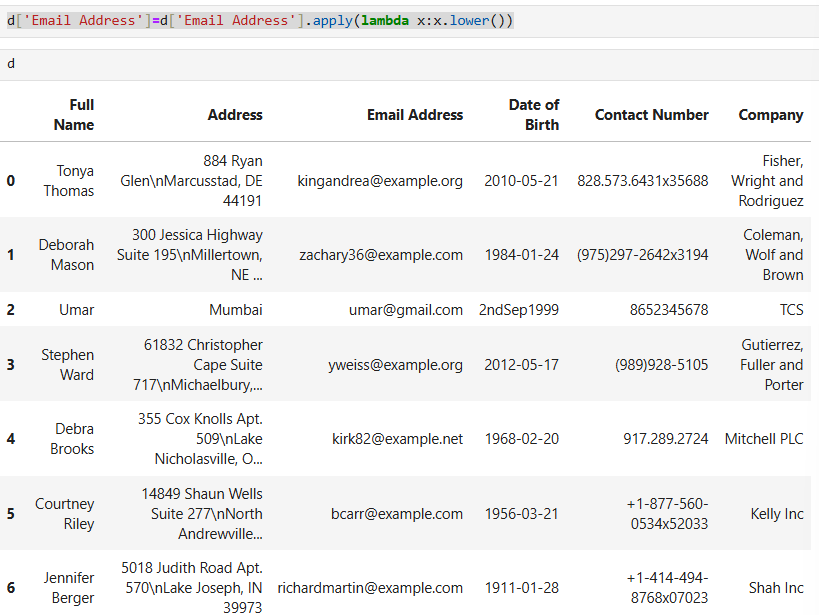 d['Email Address']=d['Email Address'].apply(lambda x:x.lower())
d
Full Name Address Email Address Date of Birth Contact Number Company
0 Tonya Thomas 884 Ryan Glen\nMarcusstad, DE 44191 kingandrea@example.org 2010-05-21 828.573.6431x35688 Fisher, Wright and Rodriguez
1 Deborah Mason 300 Jessica Highway Suite 195\nMillertown, NE ... zachary36@example.com 1984-01-24 (975)297-2642x3194 Coleman, Wolf and Brown
2 Umar Mumbai umar@gmail.com 2ndSep1999 8652345678 TCS
3 Stephen Ward 61832 Christopher Cape Suite 717\nMichaelbury,... yweiss@example.org 2012-05-17 (989)928-5105 Gutierrez, Fuller and Porter
4 Debra Brooks 355 Cox Knolls Apt. 509\nLake Nicholasville, O... kirk82@example.net 1968-02-20 917.289.2724 Mitchell PLC
5 Courtney Riley 14849 Shaun Wells Suite 277\nNorth Andrewville... bcarr@example.com 1956-03-21 +1-877-560-0534x52033 Kelly Inc
6 Jennifer Berger 5018 Judith Road Apt. 570\nLake Joseph, IN 39973 richardmartin@example.com 1911-01-28 +1-414-494-8768x07023 Shah Inc